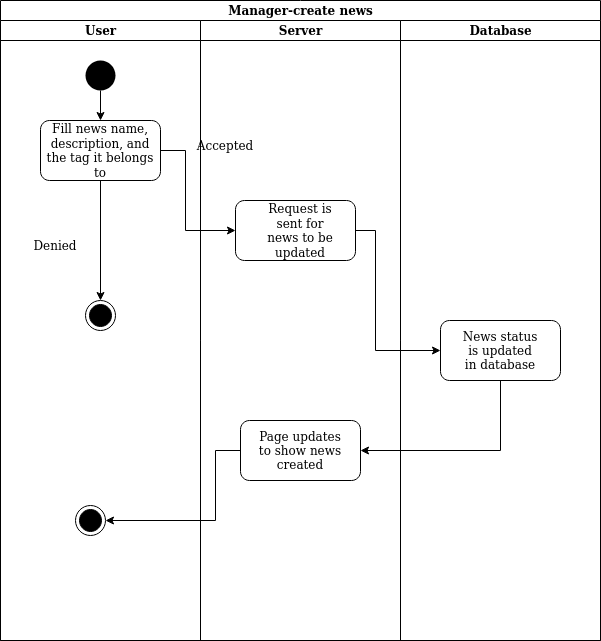 Manager-create news
User
Server
Database
Fill news name,
description, and
the tag it belongs
to
Accepted
Request is
sent for
news to be
updated
Denied
News status
is updated
in database
Page updates
to show news
created